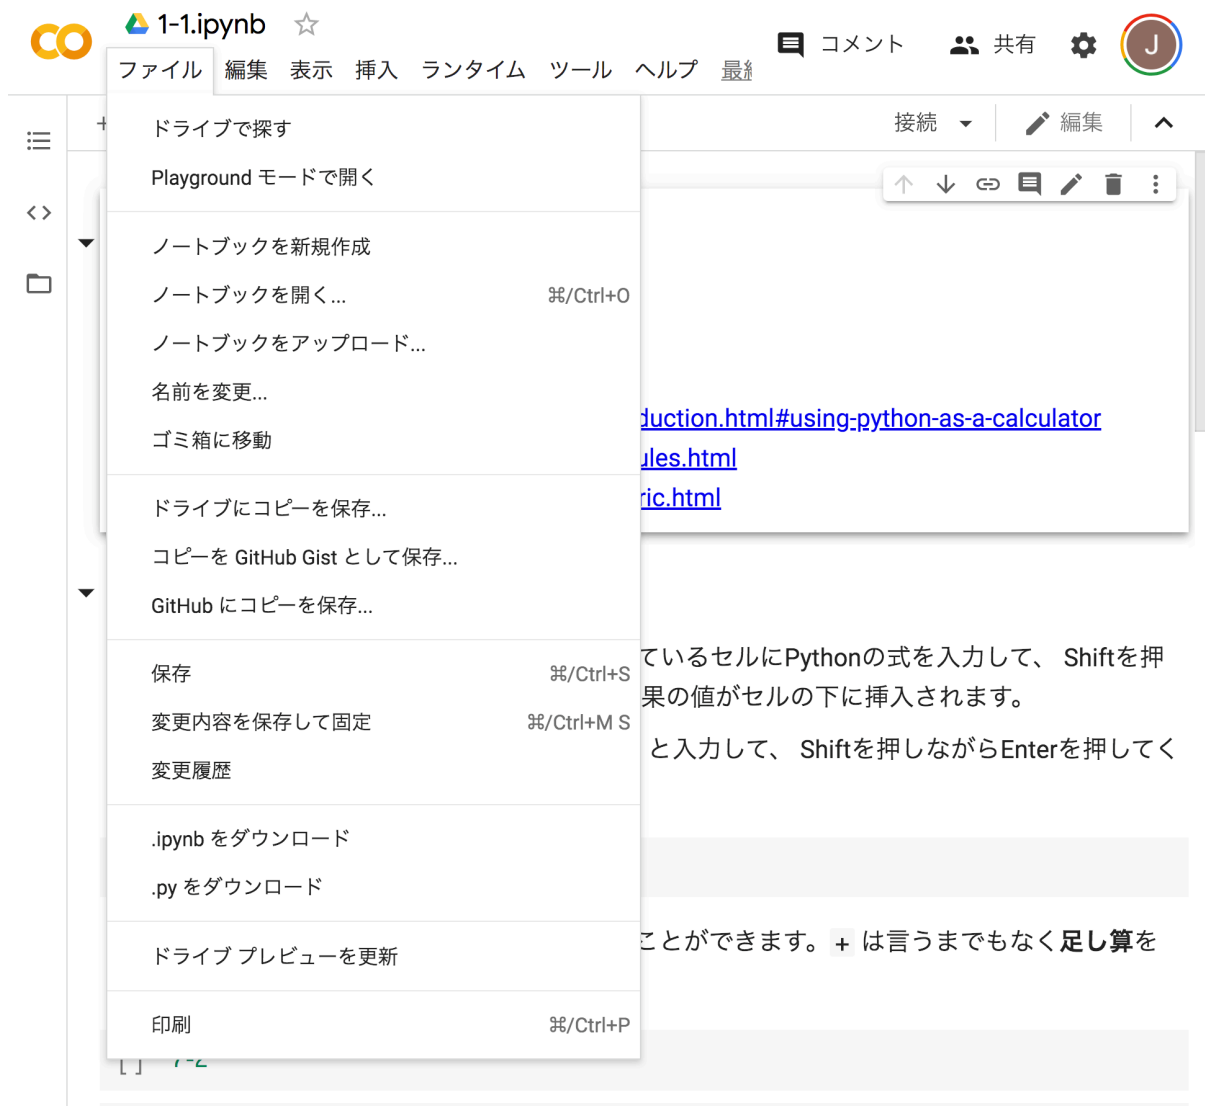 1-1.ipynb
コメント
共有
J
ファイル 編集 表示 挿入 ランタイム ツール ヘルプ
接続
編集
ドライブで探す
Playground モードで開く
ノートブックを新規作成
ノートブックを開く... ⌘/Ctrl+O
ノートブックをアップロード...
名前を変更...
ゴミ箱に移動
ドライブにコピーを保存...
コピーを GitHub Gist として保存...
GitHub にコピーを保存...
保存 ⌘/Ctrl+S
変更内容を保存して固定 ⌘/Ctrl+M S
変更履歴
.ipynb をダウンロード
.py をダウンロード
ドライブ プレビューを更新
印刷 ⌘/Ctrl+P
duction.html#using-python-as-a-calculator
ules.html
ric.html
ているセルにPythonの式を入力して、 Shiftを押
果の値がセルの下に挿入されます。
と入力して、 Shiftを押しながらEnterを押してく
ことができます。 + は言うまでもなく足し算を
[ ] 7-2